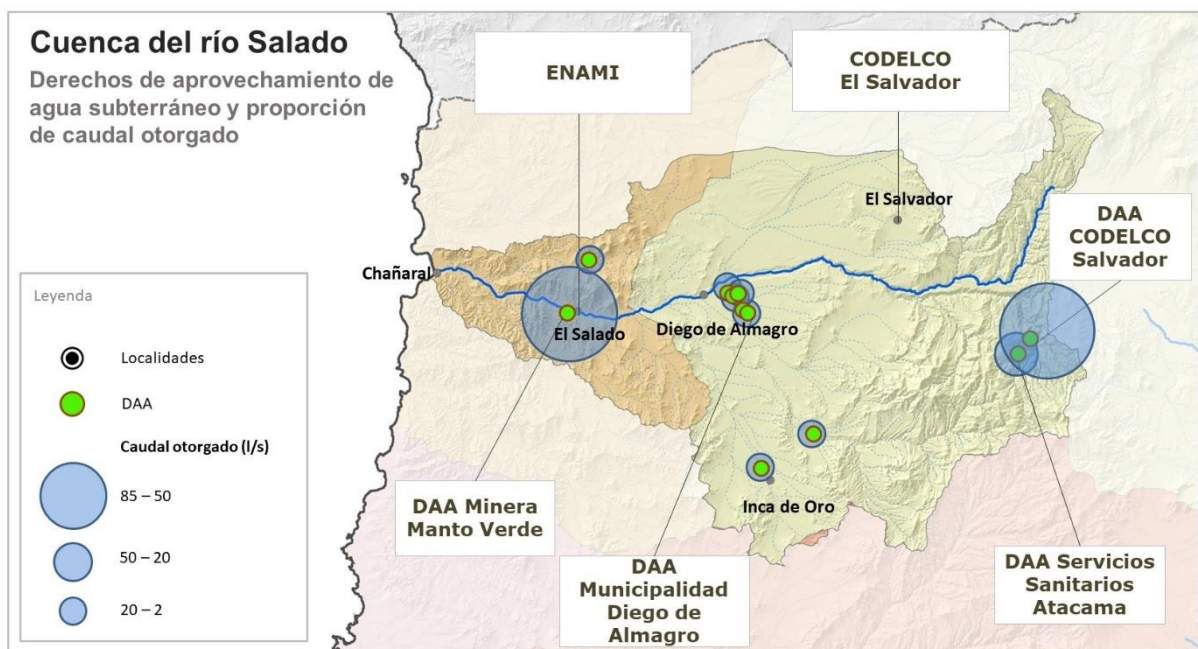 Cuenca del río Salado
Derechos de aprovechamiento de
agua subterráneo y proporción
de caudal otorgado
ENAMI
CODELCO
El Salvador
El Salvador
DAA
CODELCO
Salvador
Chañaral
El Salado
Diego de Almagro
Inca de Oro
DAA Minera
Manto Verde
DAA
Municipalidad
Diego de
Almagro
DAA Servicios
Sanitarios
Atacama
Leyenda
Localidades
DAA
Caudal otorgado (l/s)
85 – 50
50 – 20
20 – 2